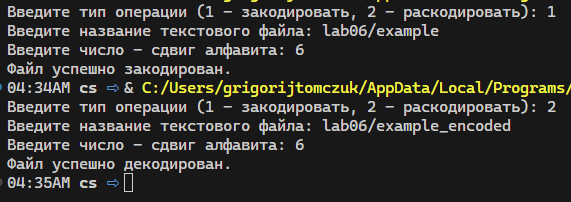 Введите тип операции (1 – закодировать, 2 – раскодировать): 1
Введите название текстового файла: lab06/example
Введите число – сдвиг алфавита: 6
Файл успешно закодирован.
04:34AM cs ⇨ & C:/Users/grigorijtomczuk/AppData/Local/Programs/
Введите тип операции (1 – закодировать, 2 – раскодировать): 2
Введите название текстового файла: lab06/example_encoded
Введите число – сдвиг алфавита: 6
Файл успешно декодирован.
04:35AM cs ⇨